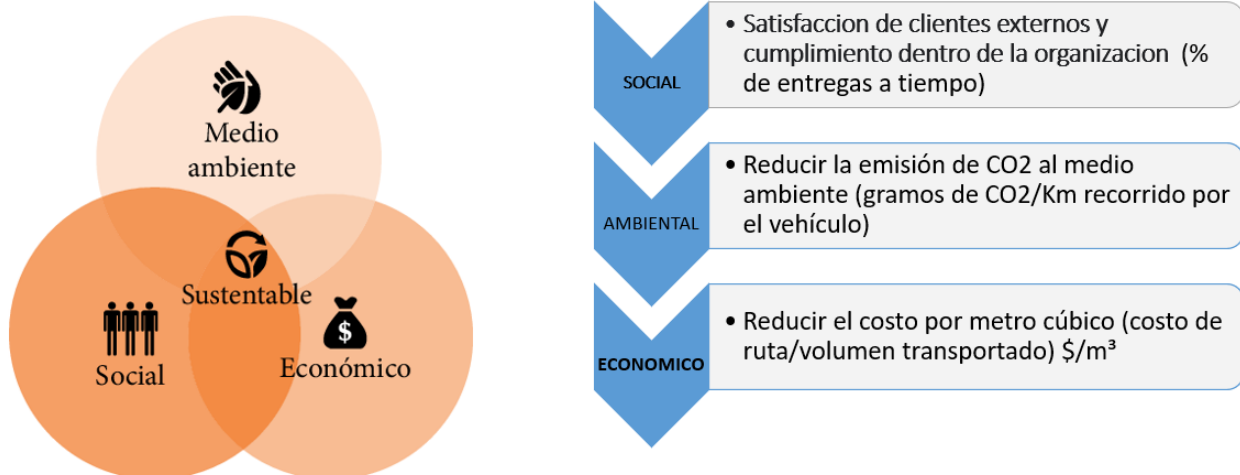 Medio
ambiente
Sustentable
Social
Económico
$
SOCIAL
• Satisfaccion de clientes externos y
cumplimiento dentro de la organizacion (%
de entregas a tiempo)
AMBIENTAL
• Reducir la emisión de CO2 al medio
ambiente (gramos de CO2/Km recorrido por
el vehículo)
ECONOMICO
• Reducir el costo por metro cúbico (costo de
ruta/volumen transportado) $/m³